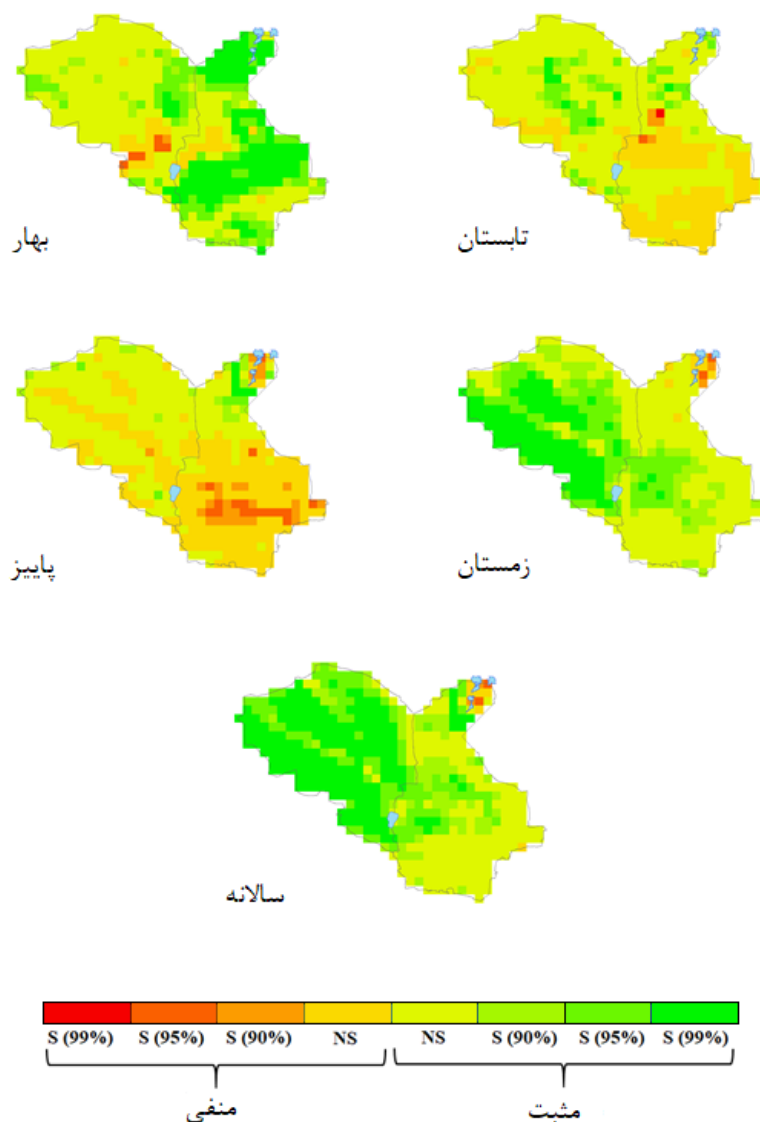 بهار
تابستان
پاییز
زمستان
سالانه
S (99%) S (95%) S (90%) NS NS S (90%) S (95%) S (99%)
منفی
مثبت